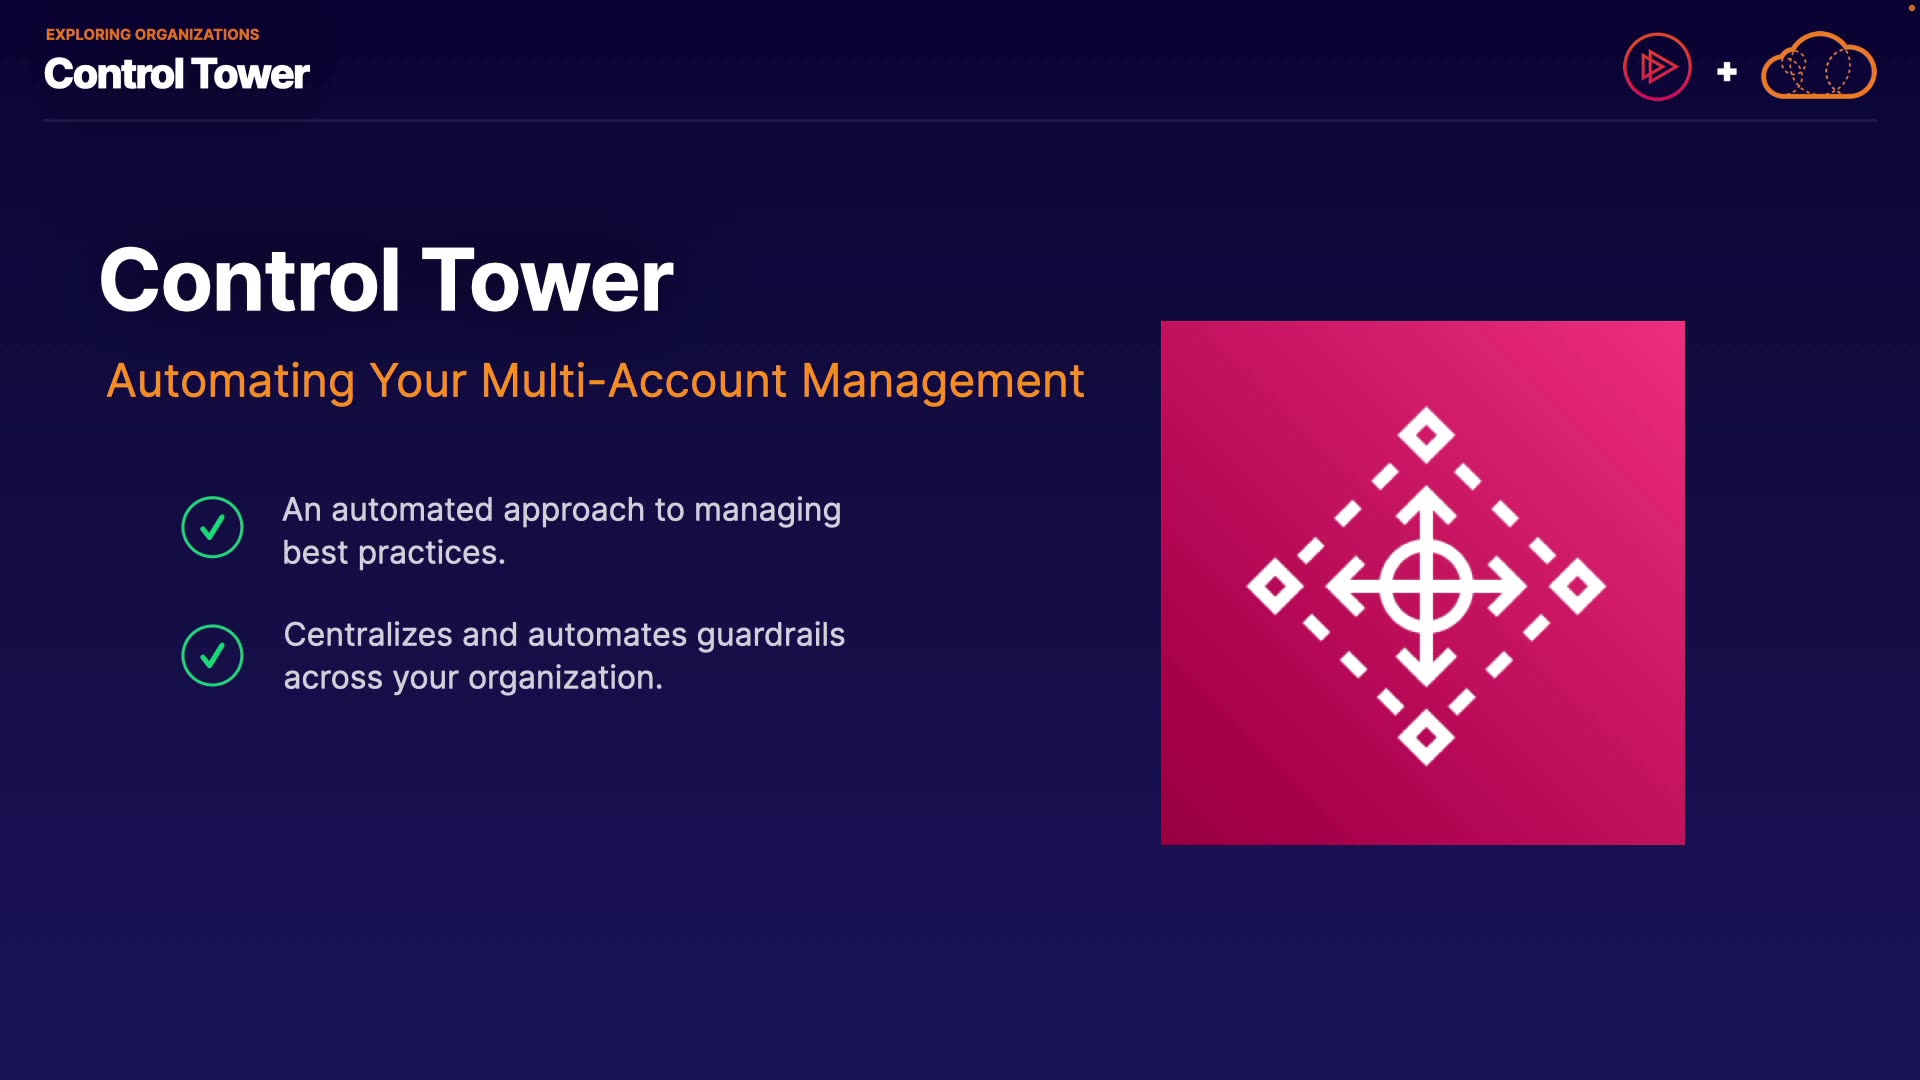 EXPLORING ORGANIZATIONS
Control Tower
Control Tower
Automating Your Multi-Account Management
An automated approach to managing
best practices.
Centralizes and automates guardrails
across your organization.